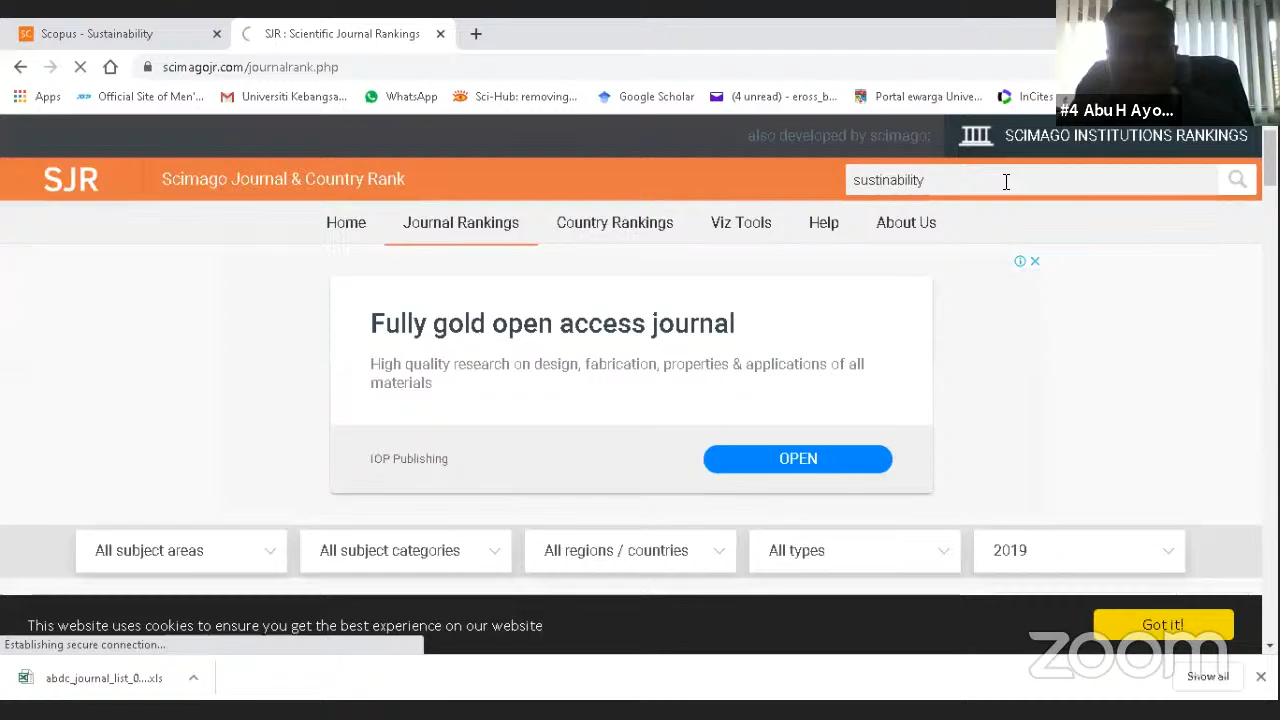 Scopus - Sustainability
SJR : Scientific Journal Rankings
scimagojr.com/journalrank.php
Apps
Official Site of Men'...
Universiti Kebangsa...
WhatsApp
Sci-Hub: removing...
Google Scholar
(4 unread) - eross_b...
Portal ewarga Unive...
InCites
#4 Abu H Ayo...
also developed by scimago:
SCIMAGO INSTITUTIONS RANKINGS
SJR
Scimago Journal & Country Rank
sustinability
Home
Journal Rankings
Country Rankings
Viz Tools
Help
About Us
Fully gold open access journal
High quality research on design, fabrication, properties & applications of all
materials
IOP Publishing
OPEN
All subject areas
All subject categories
All regions / countries
All types
2019
This website uses cookies to ensure you get the best experience on our website
Got it!
Establishing secure connection...
zoom
abdc_journal_list_0....xls
Show all